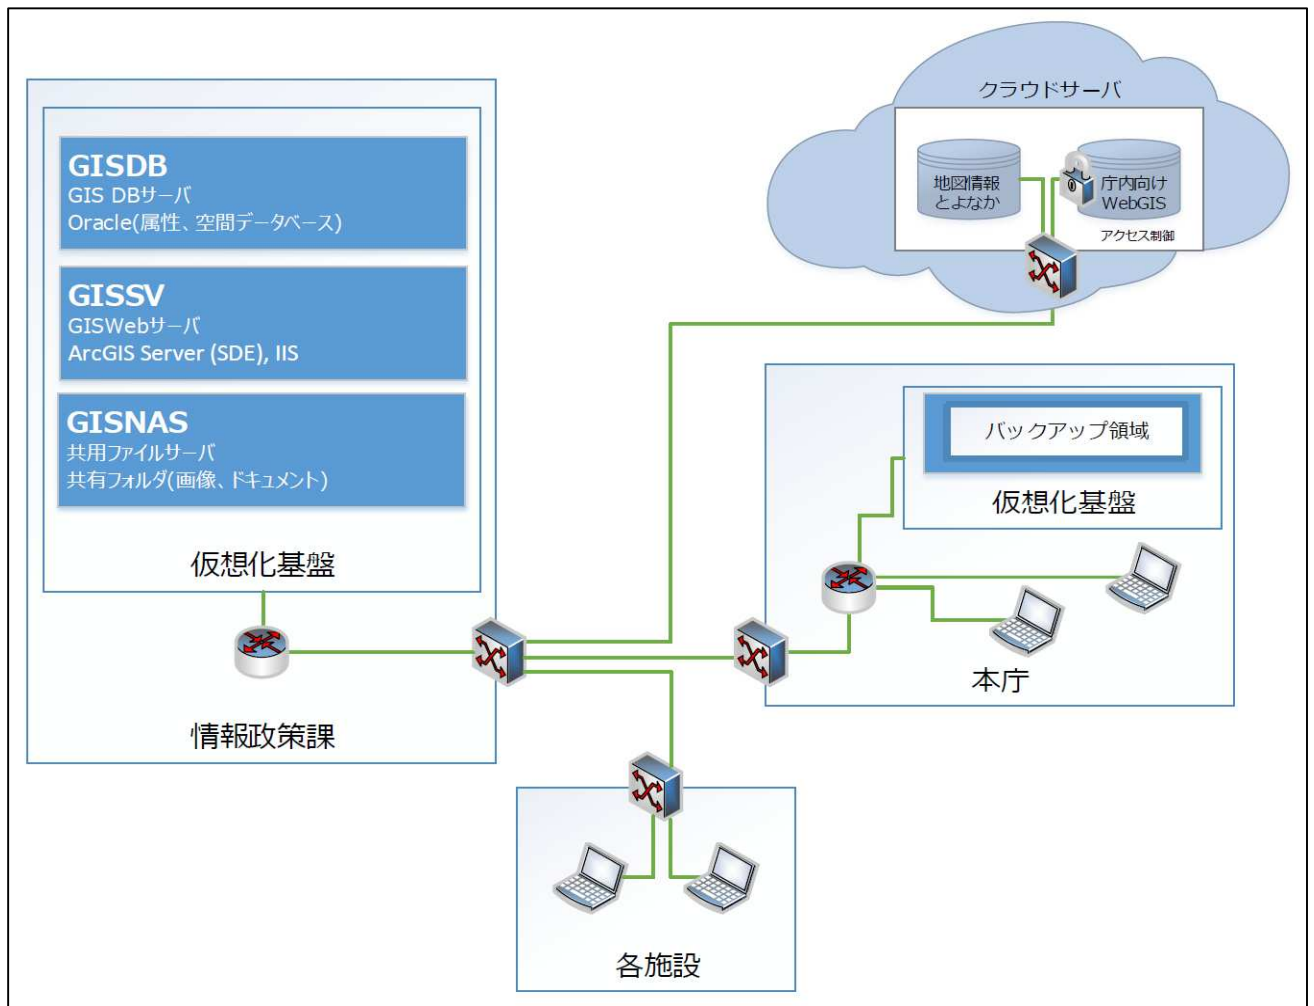 GISDB
GIS DBサーバ
Oracle(属性、空間データベース)
GISSV
GISWebサーバ
ArcGIS Server (SDE), IIS
GISNAS
共用ファイルサーバ
共有フォルダ(画像、ドキュメント)
仮想化基盤
情報政策課
クラウドサーバ
地図情報
とよなか
庁内向け
WebGIS
アクセス制御
バックアップ領域
仮想化基盤
本庁
各施設